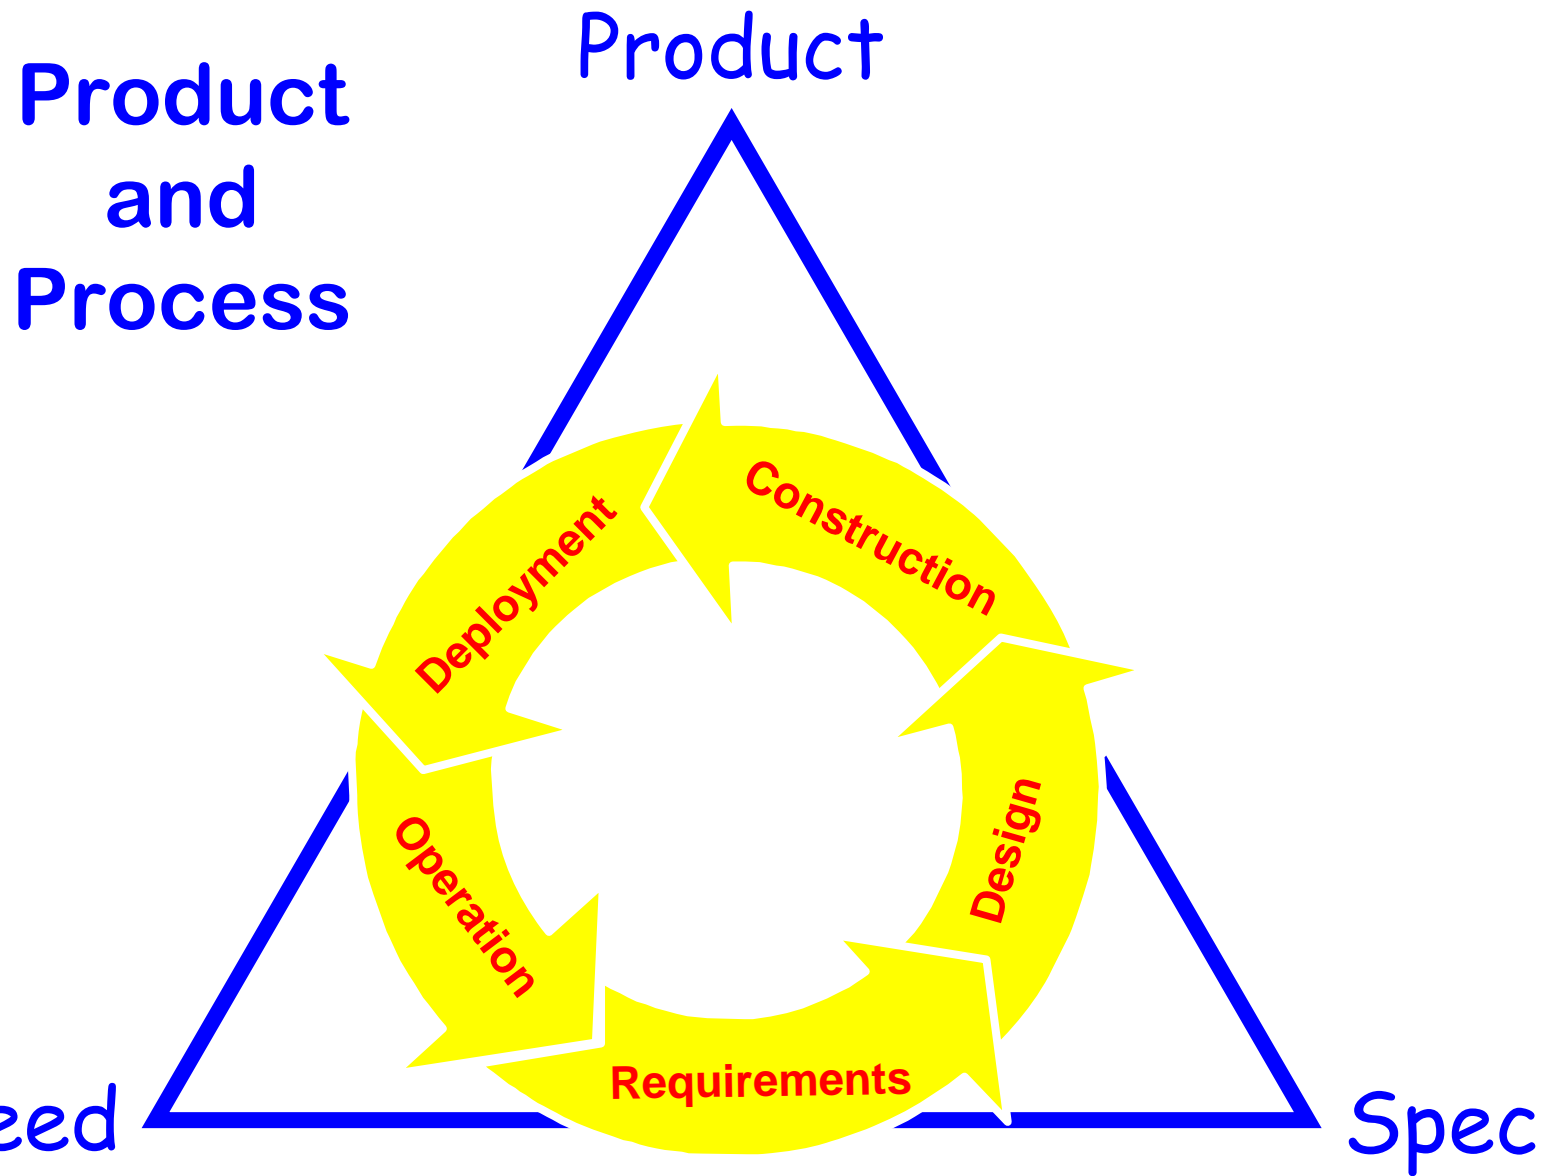 Product
Product
and
Process
Construction
Deployment
Design
Operation
Requirements
eed
Spec